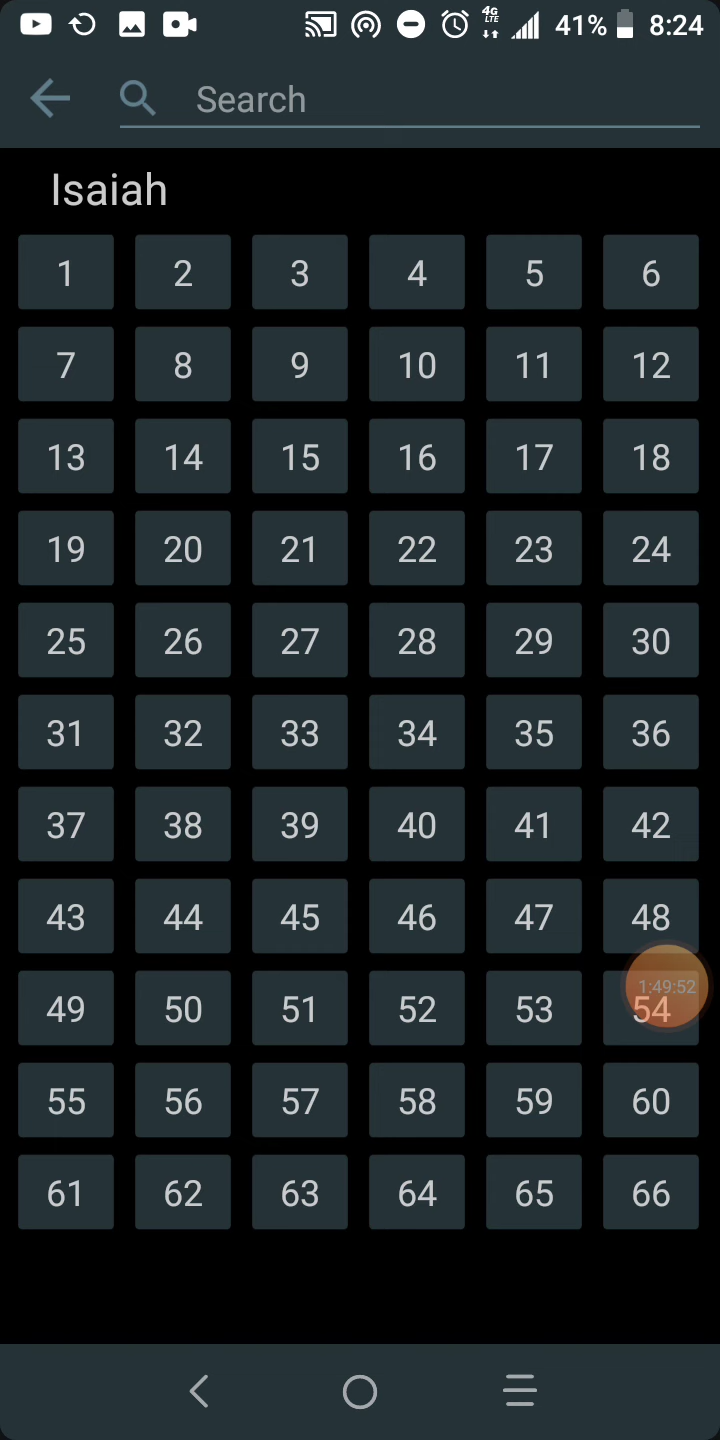 4G LTE 41% 8:24
Search
Isaiah
1 2 3 4 5 6
7 8 9 10 11 12
13 14 15 16 17 18
19 20 21 22 23 24
25 26 27 28 29 30
31 32 33 34 35 36
37 38 39 40 41 42
43 44 45 46 47 48
1:49:52
49 50 51 52 53 54
55 56 57 58 59 60
61 62 63 64 65 66